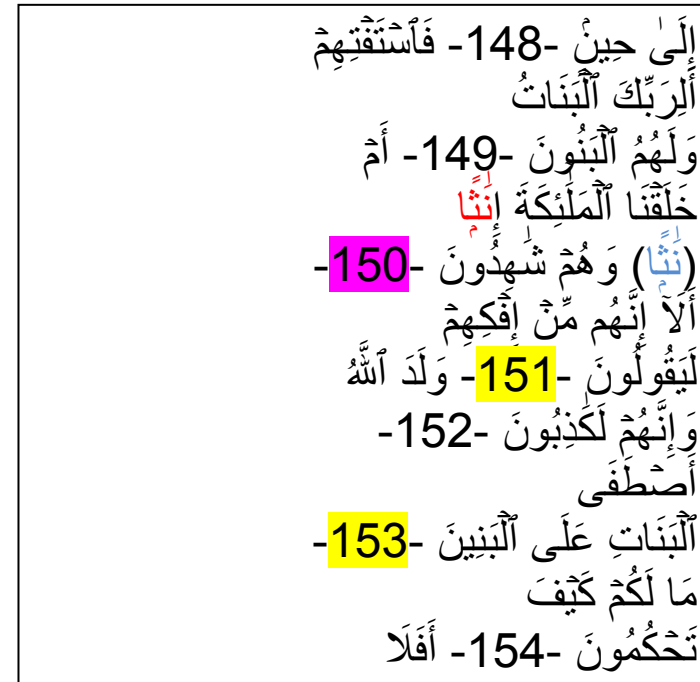 إِلَىٰ حِينٖ -148- فَٱسۡتَفۡتِهِمۡ
أَلِرَبِّكَ ٱلۡبَنَاتُ
وَلَهُمُ ٱلۡبَنُونَ -149- أَمۡ
خَلَقۡنَا ٱلۡمَلَٰٓئِكَةَ إِنَٰثٗا
(نَٰثٗا) وَهُمۡ شَٰهِدُونَ -150-
أَلَآ إِنَّهُم مِّنۡ إِفۡكِهِمۡ
لَيَقُولُونَ -151- وَلَدَ ٱللَّهُ
وَإِنَّهُمۡ لَكَٰذِبُونَ -152-
أَصۡطَفَى
ٱلۡبَنَاتِ عَلَى ٱلۡبَنِينَ -153-
مَا لَكُمۡ كَيۡفَ
تَحۡكُمُونَ -154- أَفَلَا